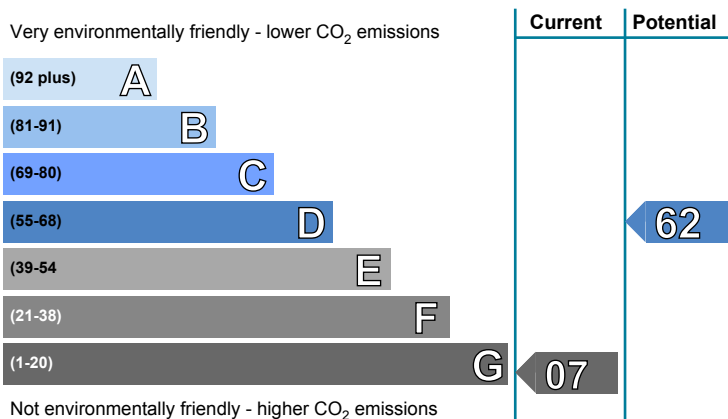 Current Potential
Very environmentally friendly - lower CO2 emissions
(92 plus) A
(81-91) B
(69-80) C
(55-68) D 62
(39-54 E
(21-38) F
(1-20) G 07
Not environmentally friendly - higher CO2 emissions